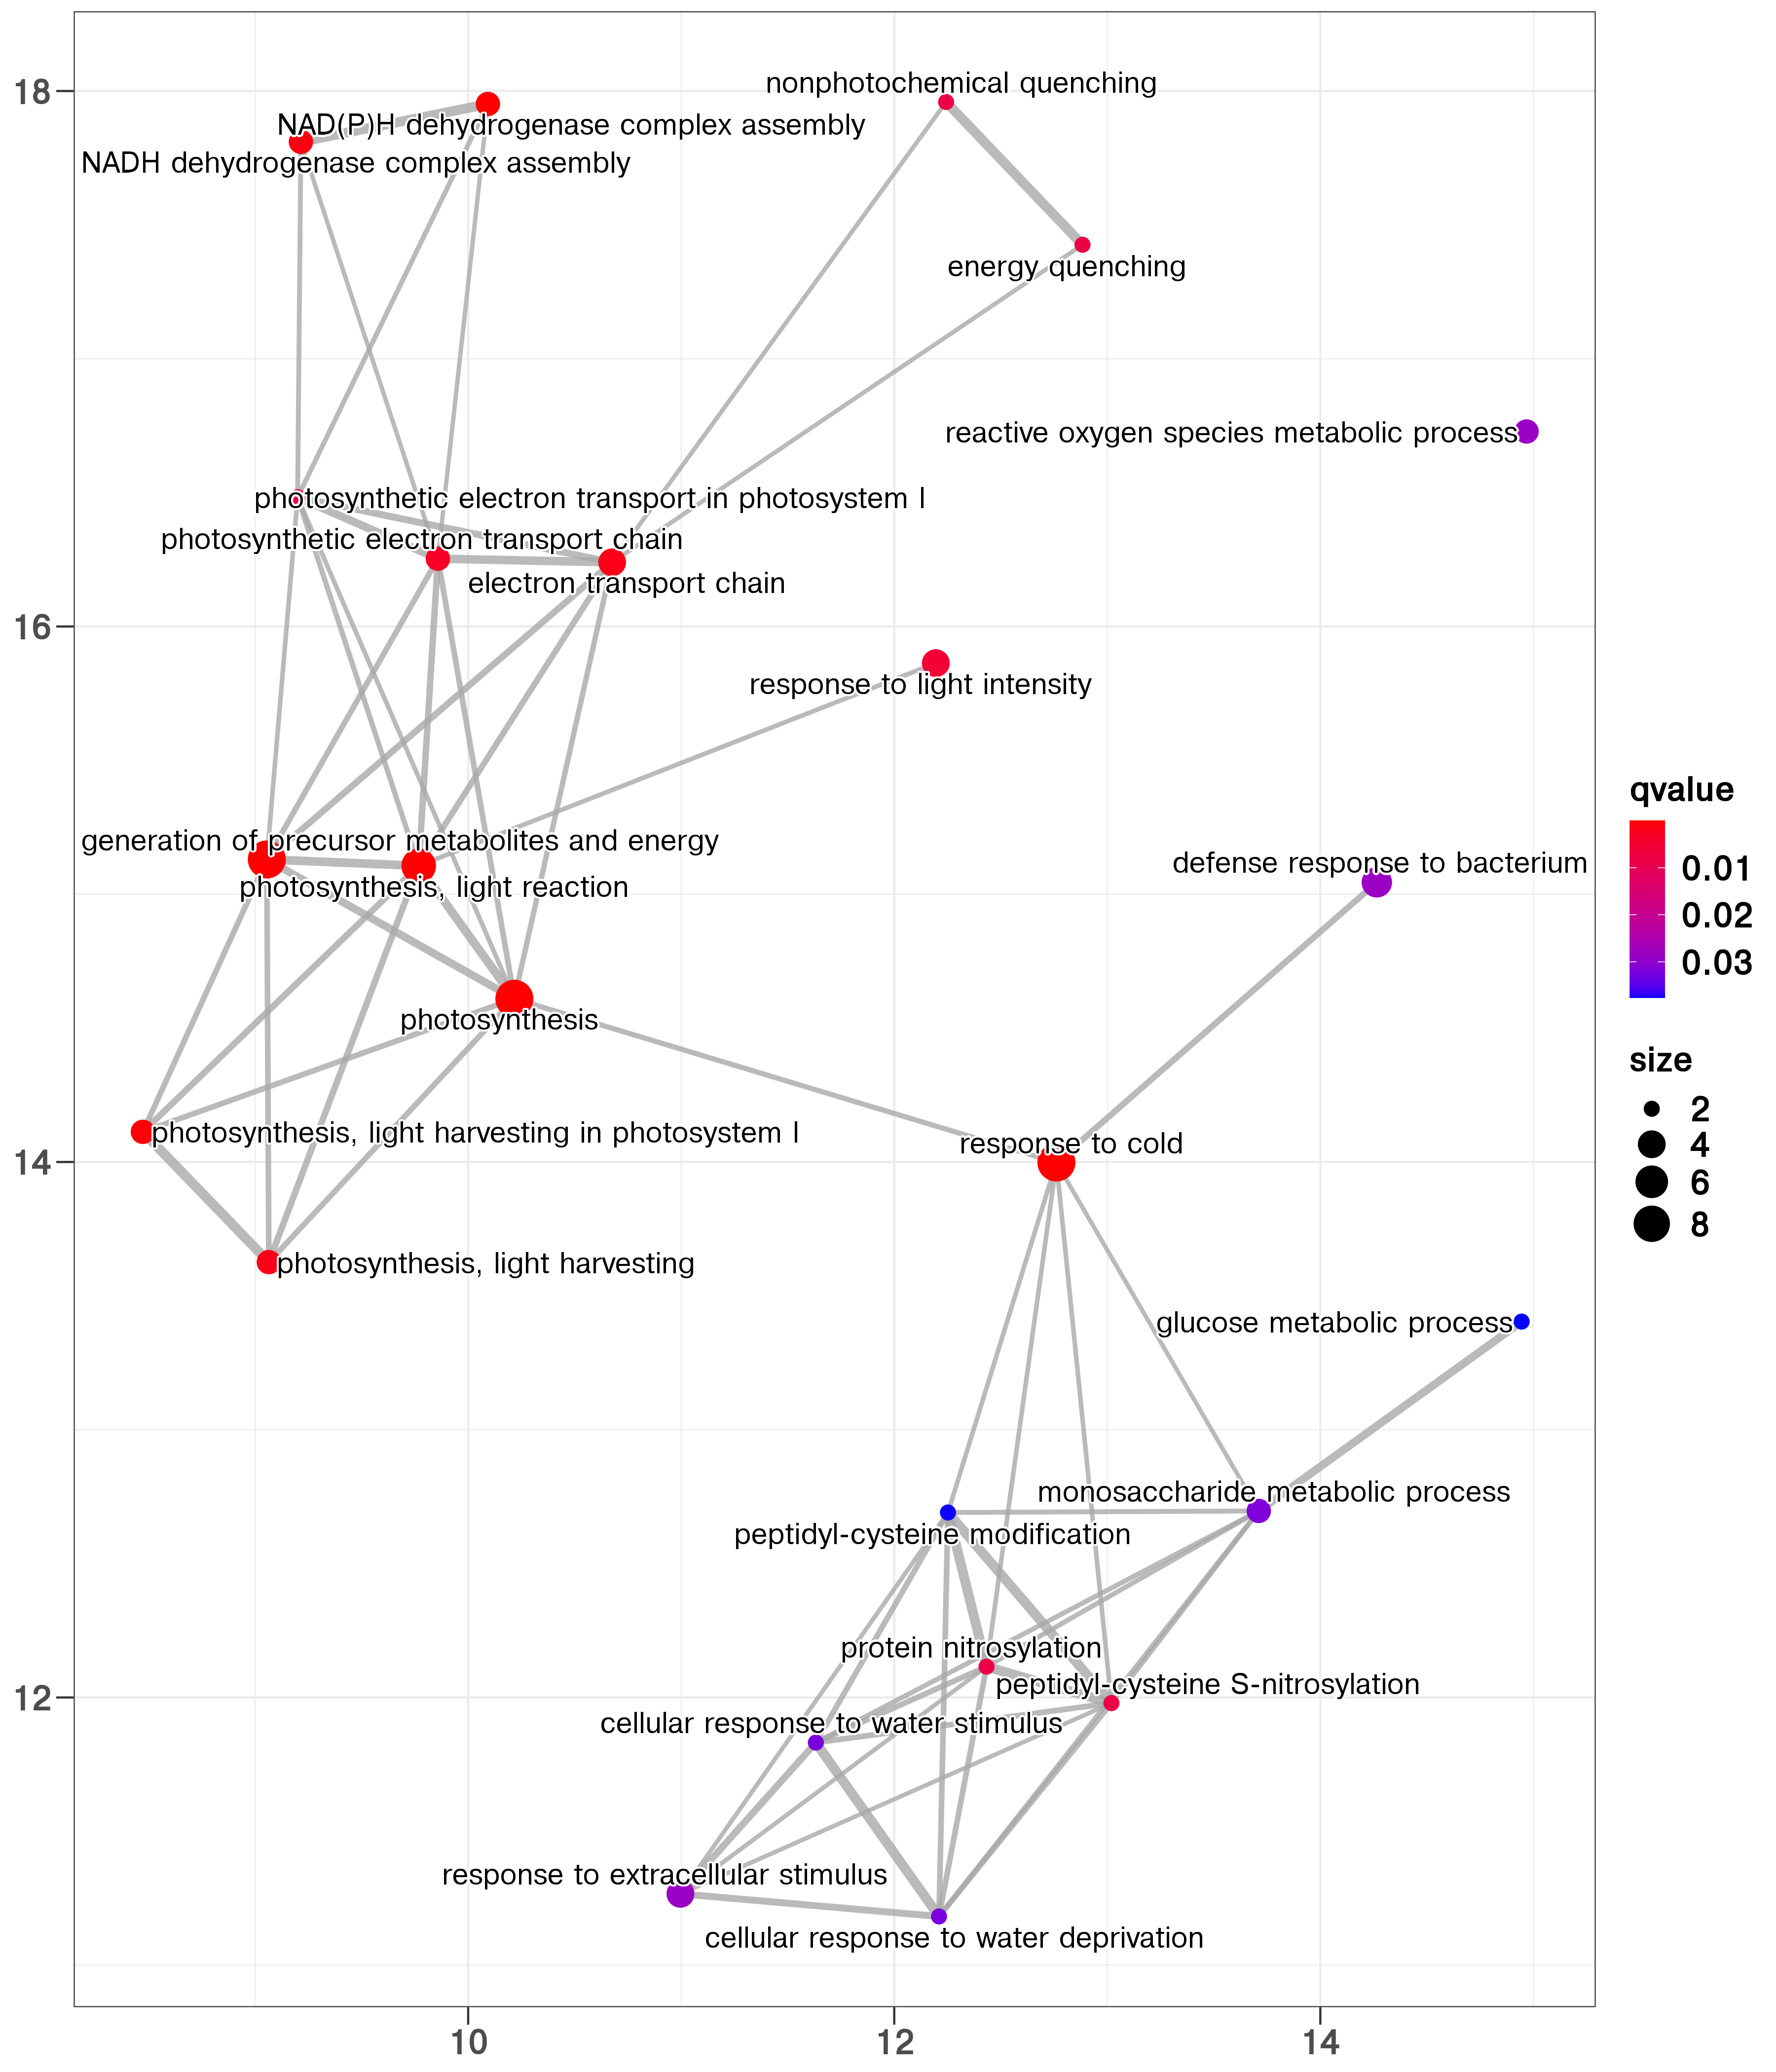 18
16
14
12
nonphotochemical quenching
NAD(P)H dehydrogenase complex assembly
NADH dehydrogenase complex assembly
energy quenching
reactive oxygen species metabolic process
photosynthetic electron transport in photosystem I
photosynthetic electron transport chain
electron transport chain
response to light intensity
generation of precursor metabolites and energy
defense response to bacterium
photosynthesis, light reaction
photosynthesis
photosynthesis, light harvesting in photosystem I
response to cold
photosynthesis, light harvesting
glucose metabolic process
monosaccharide metabolic process
peptidyl-cysteine modification
protein nitrosylation
peptidyl-cysteine S-nitrosylation
cellular response to water stimulus
response to extracellular stimulus
cellular response to water deprivation
10
12
14
qvalue
0.01
0.02
0.03
size
2
4
6
8